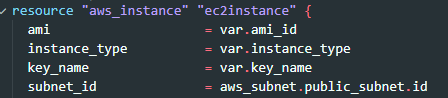 resource "aws_instance" "ec2instance" {
ami = var.ami_id
instance_type = var.instance_type
key_name = var.key_name
subnet_id = aws_subnet.public_subnet.id